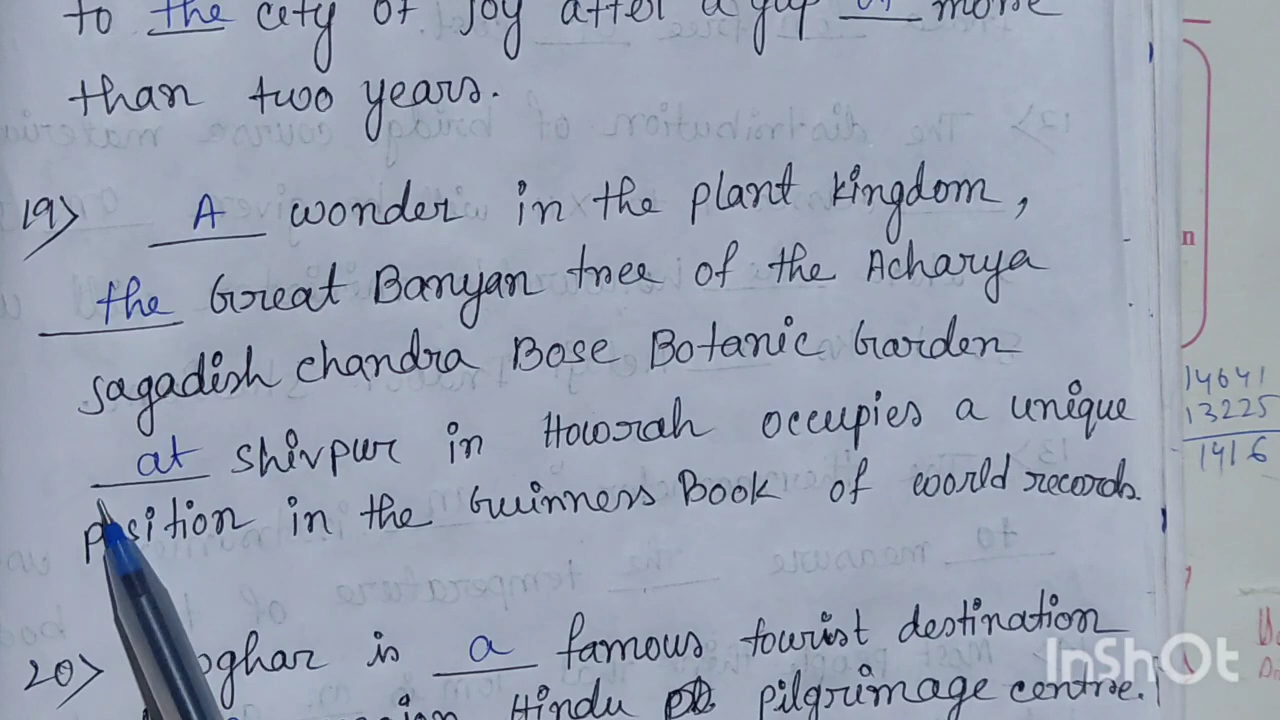 to the city of Joy after a gap of more
than two years.
19> A wonder in the plant kingdom,
the Great Banyan tree of the Acharya
Jagadish Chandra Bose Botanic Garden
at Shivpur in Howrah occupies a unique
position in the Guinness Book of world records.
20> oghar is a famous tourist destination
Hindu pilgrimage centre.
14641
13225
1416
n
InShOt